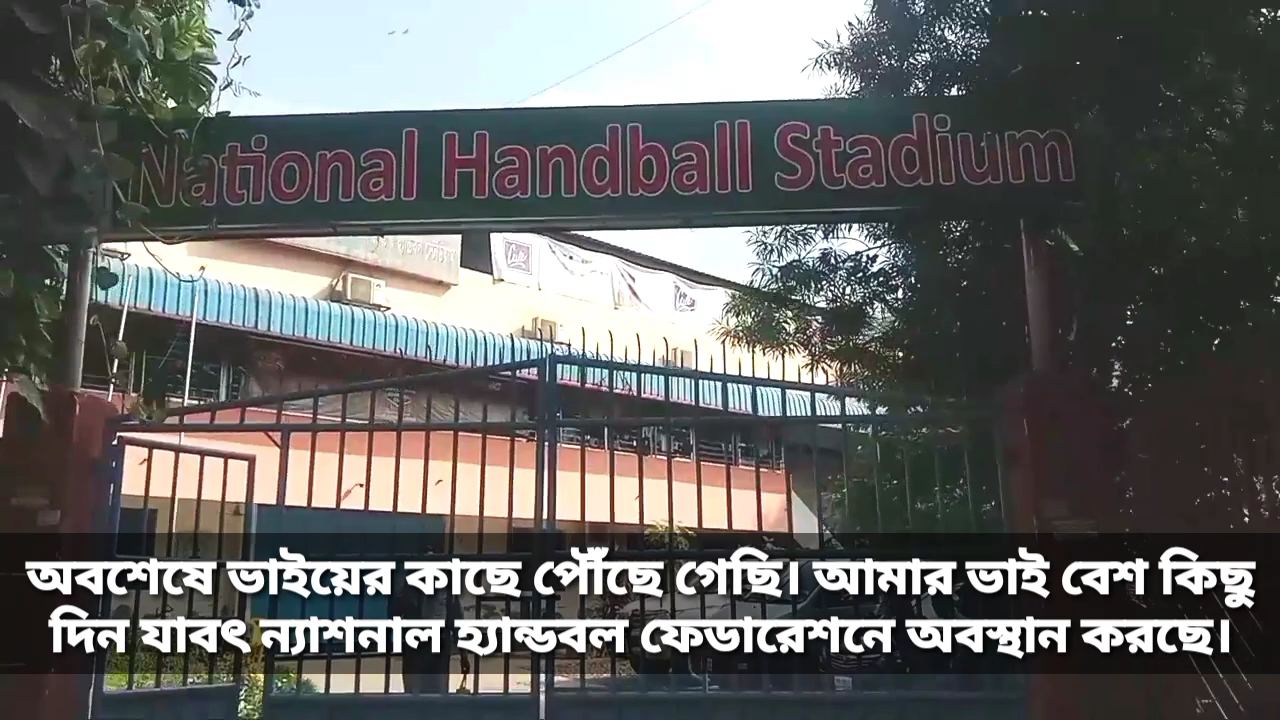 National Handball Stadium
অবশেষে ভাইয়ের কাছে পৌঁছে গেছি। আমার ভাই বেশ কিছু
দিন যাবৎ ন্যাশনাল হ্যান্ডবল ফেডারেশনে অবস্থান করছে।